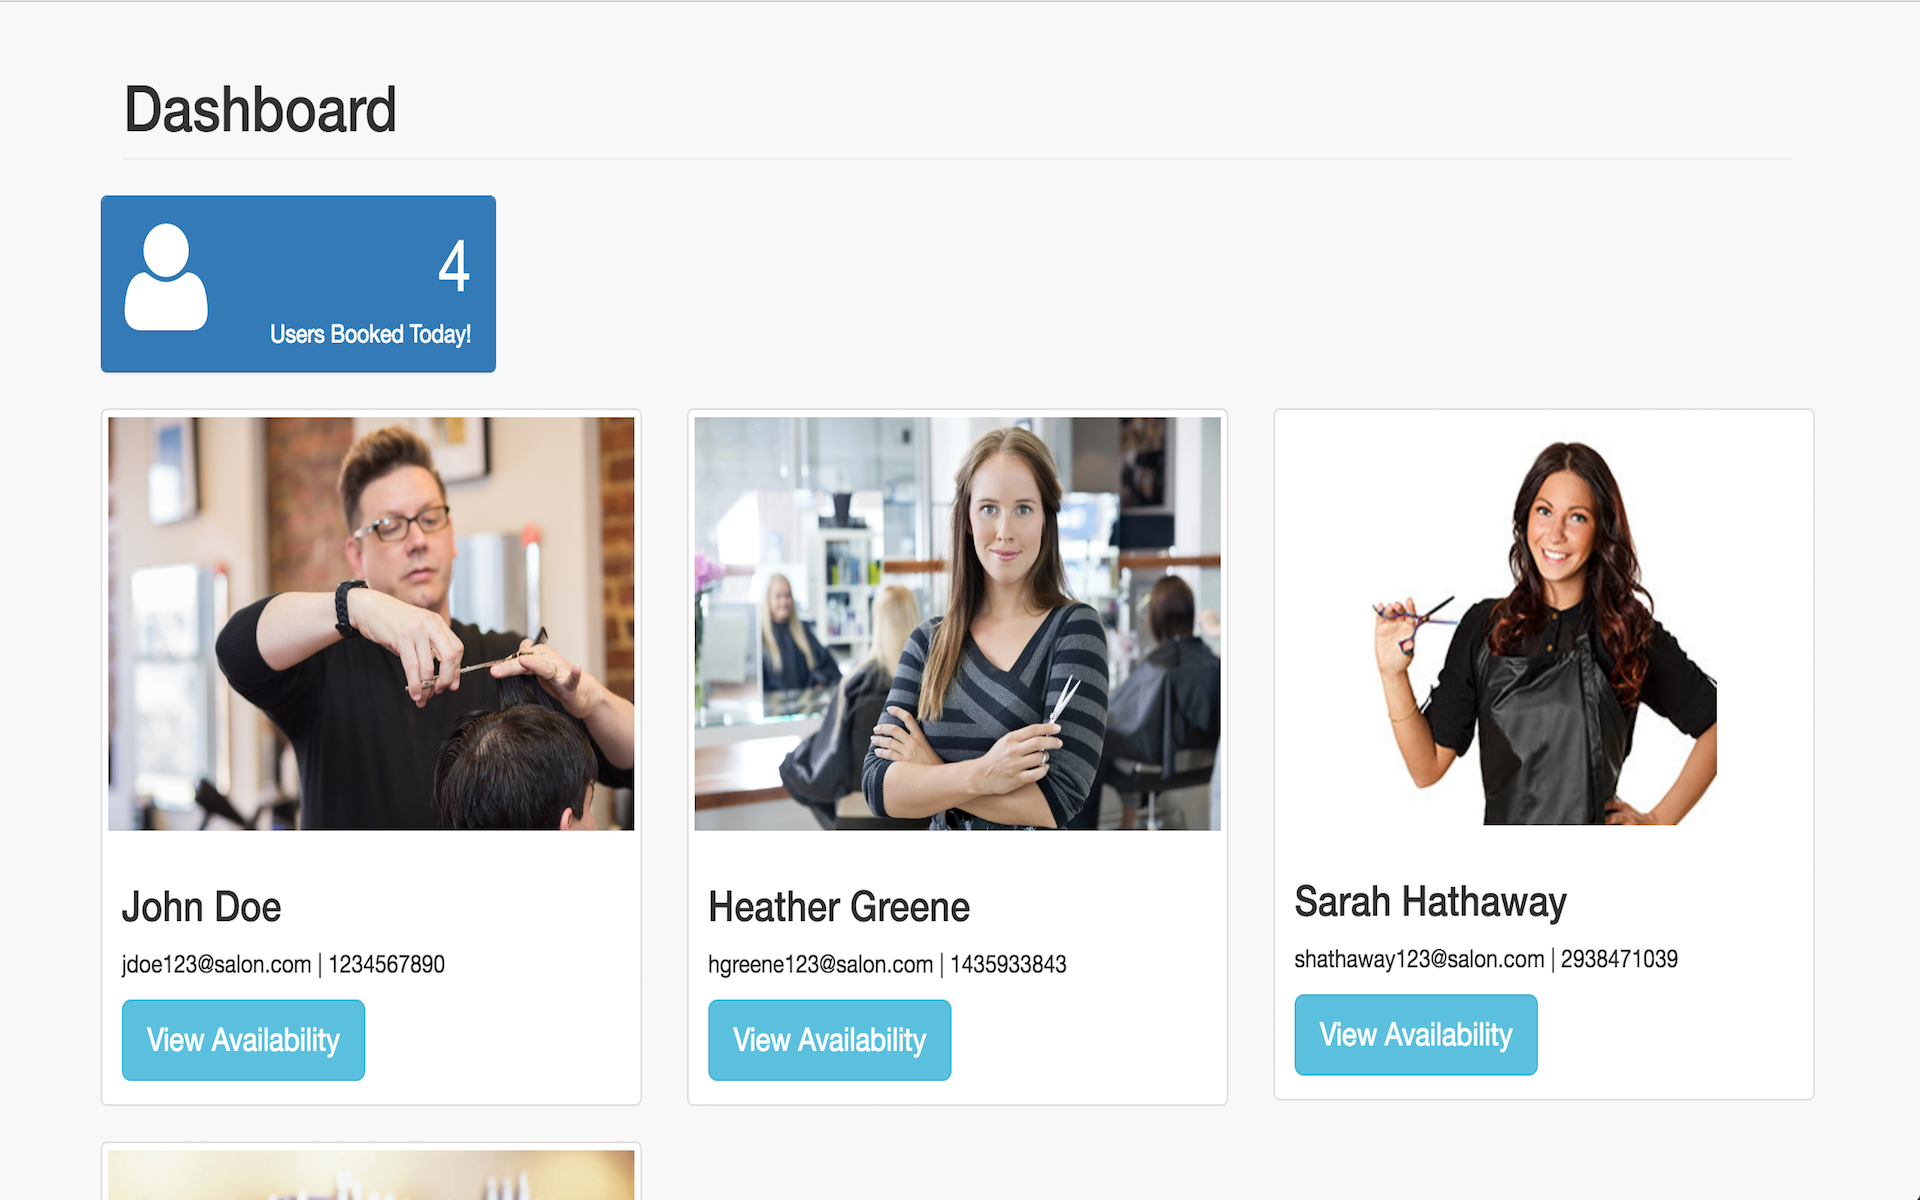 Dashboard
4
Users Booked Today!
John Doe
jdoe123@salon.com | 1234567890
View Availability
Heather Greene
hgreene123@salon.com | 1435933843
View Availability
Sarah Hathaway
shathaway123@salon.com | 2938471039
View Availability